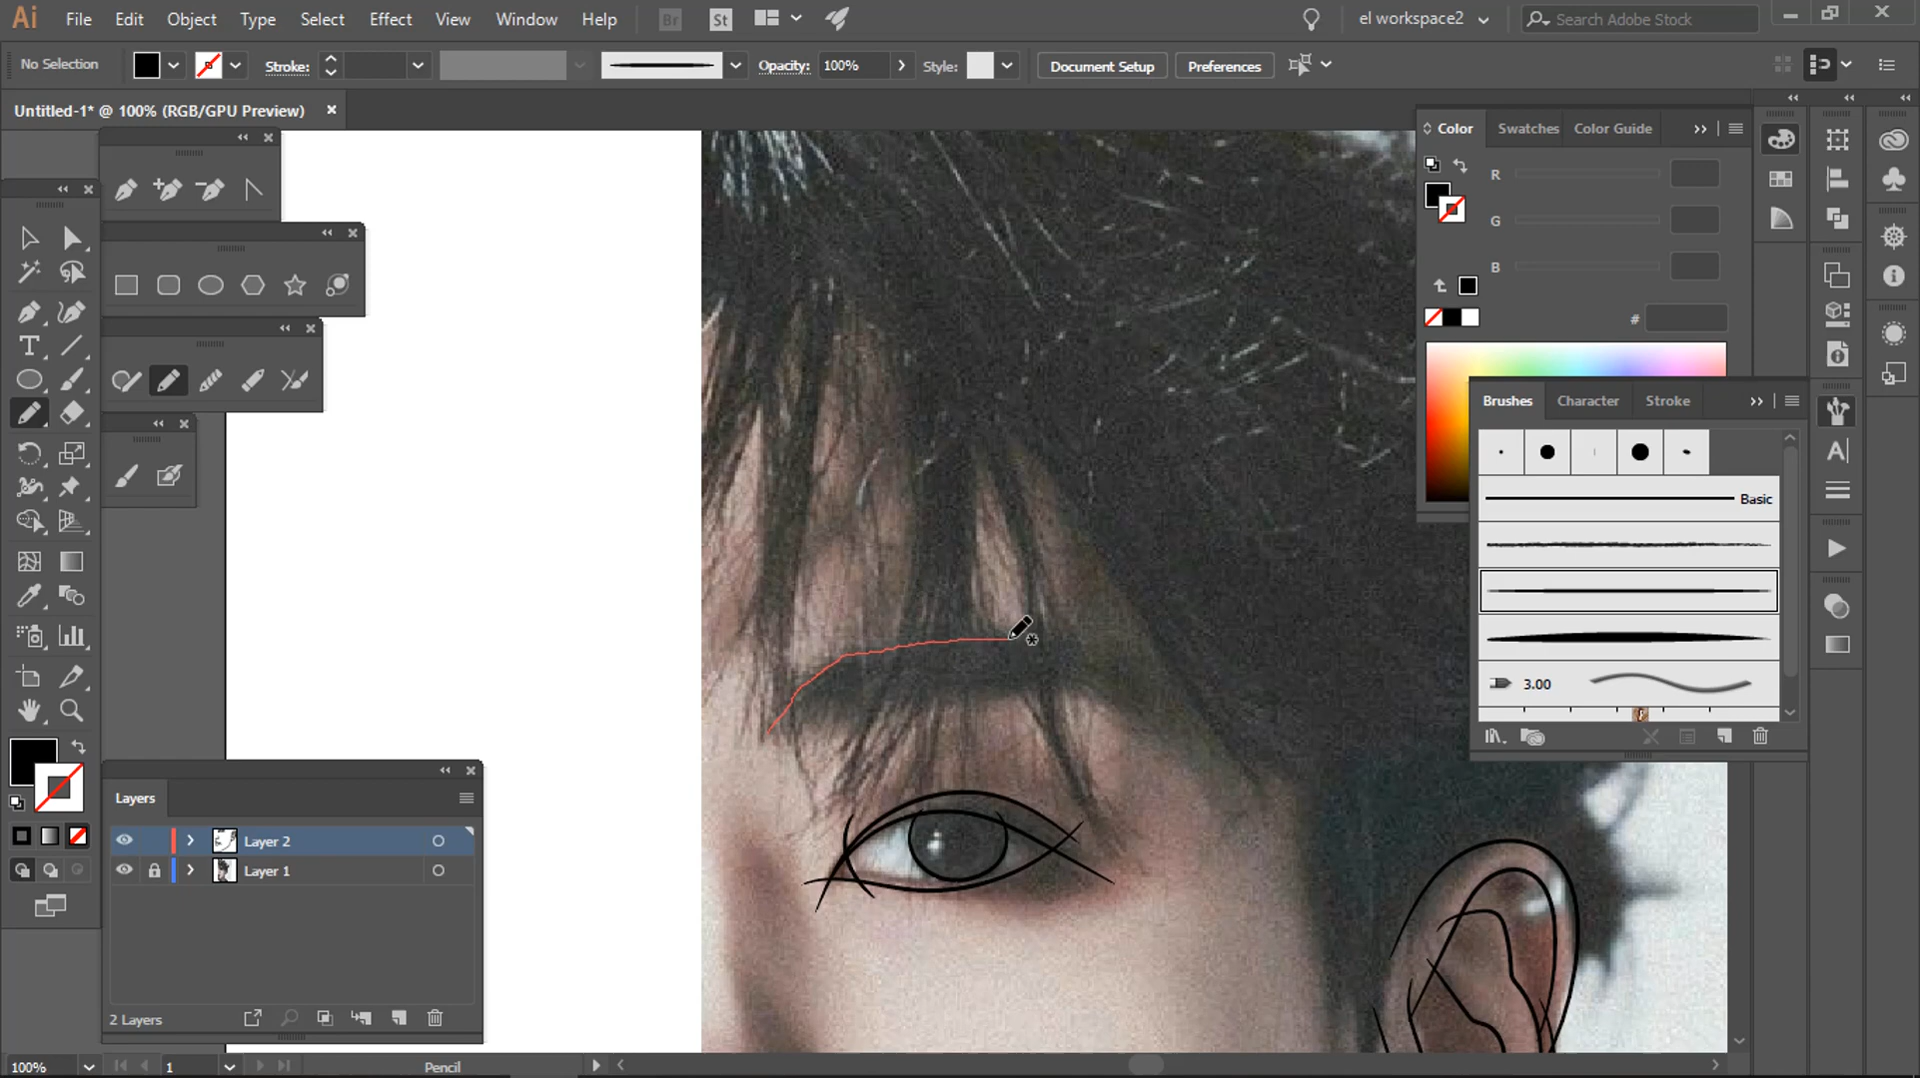 Ai File Edit Object Type Select Effect View Window Help Br St el workspace2 Search Adobe Stock
No Selection Stroke: Opacity: 100% Style: Document Setup Preferences
Untitled-1* @ 100% (RGB/GPU Preview)
Color Swatches Color Guide
R
G
B
#
Brushes Character Stroke
Basic
3.00
Layers
Layer 2
Layer 1
2 Layers
100% 1 Pencil